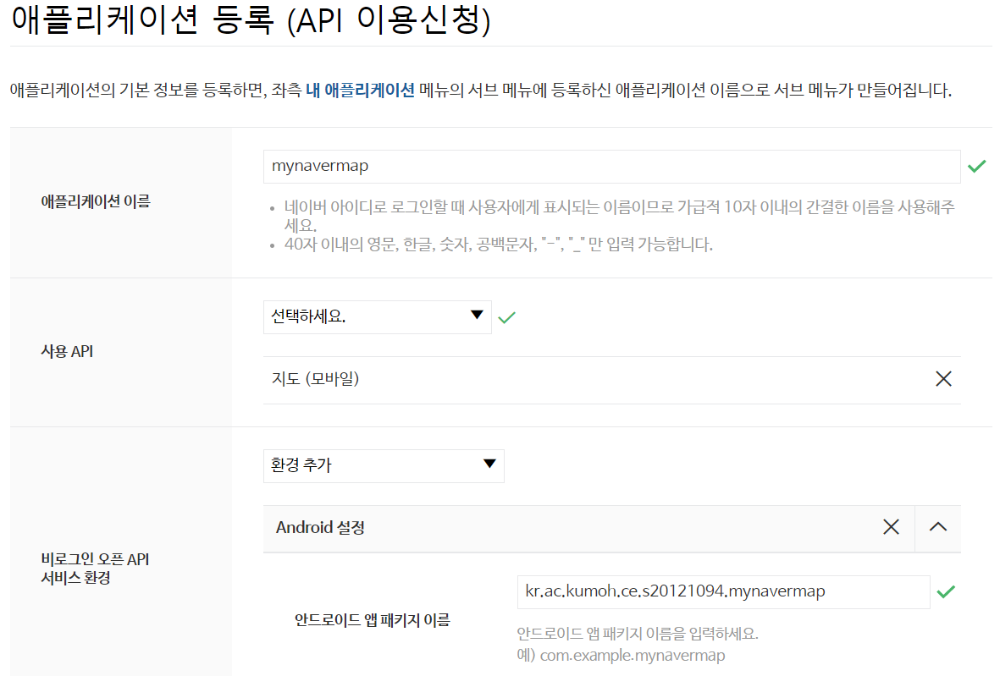 애플리케이션 등록 (API 이용신청)
애플리케이션의 기본 정보를 등록하면, 좌측 내 애플리케이션 메뉴의 서브 메뉴에 등록하신 애플리케이션 이름으로 서브 메뉴가 만들어집니다.
애플리케이션 이름
mynavermap
네이버 아이디로 로그인할 때 사용자에게 표시되는 이름이므로 가급적 10자 이내의 간결한 이름을 사용해주
세요.
40자 이내의 영문, 한글, 숫자, 공백문자, "-", "_" 만 입력 가능합니다.
사용 API
선택하세요.
지도 (모바일)
비로그인 오픈 API
서비스 환경
환경 추가
Android 설정
안드로이드 앱 패키지 이름
kr.ac.kumoh.ce.s20121094.mynavermap
안드로이드 앱 패키지 이름을 입력하세요.
예) com.example.mynavermap